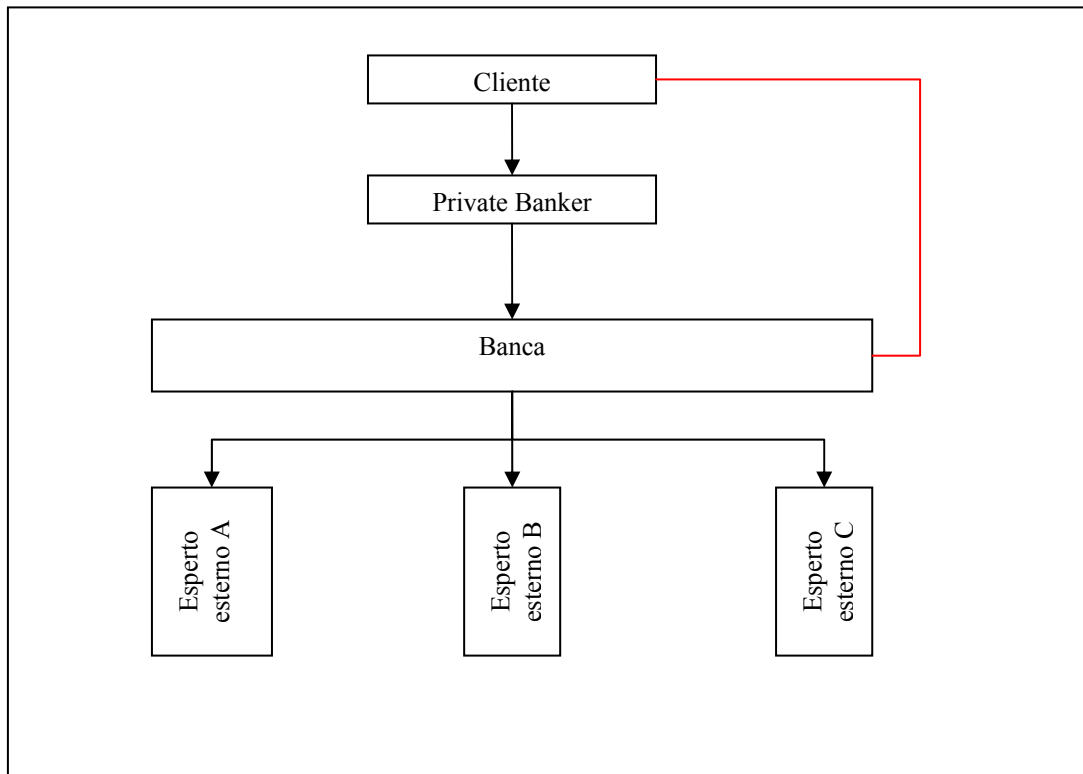 Cliente
Private Banker
Banca
Esperto
esterno A
Esperto
esterno B
Esperto
esterno C